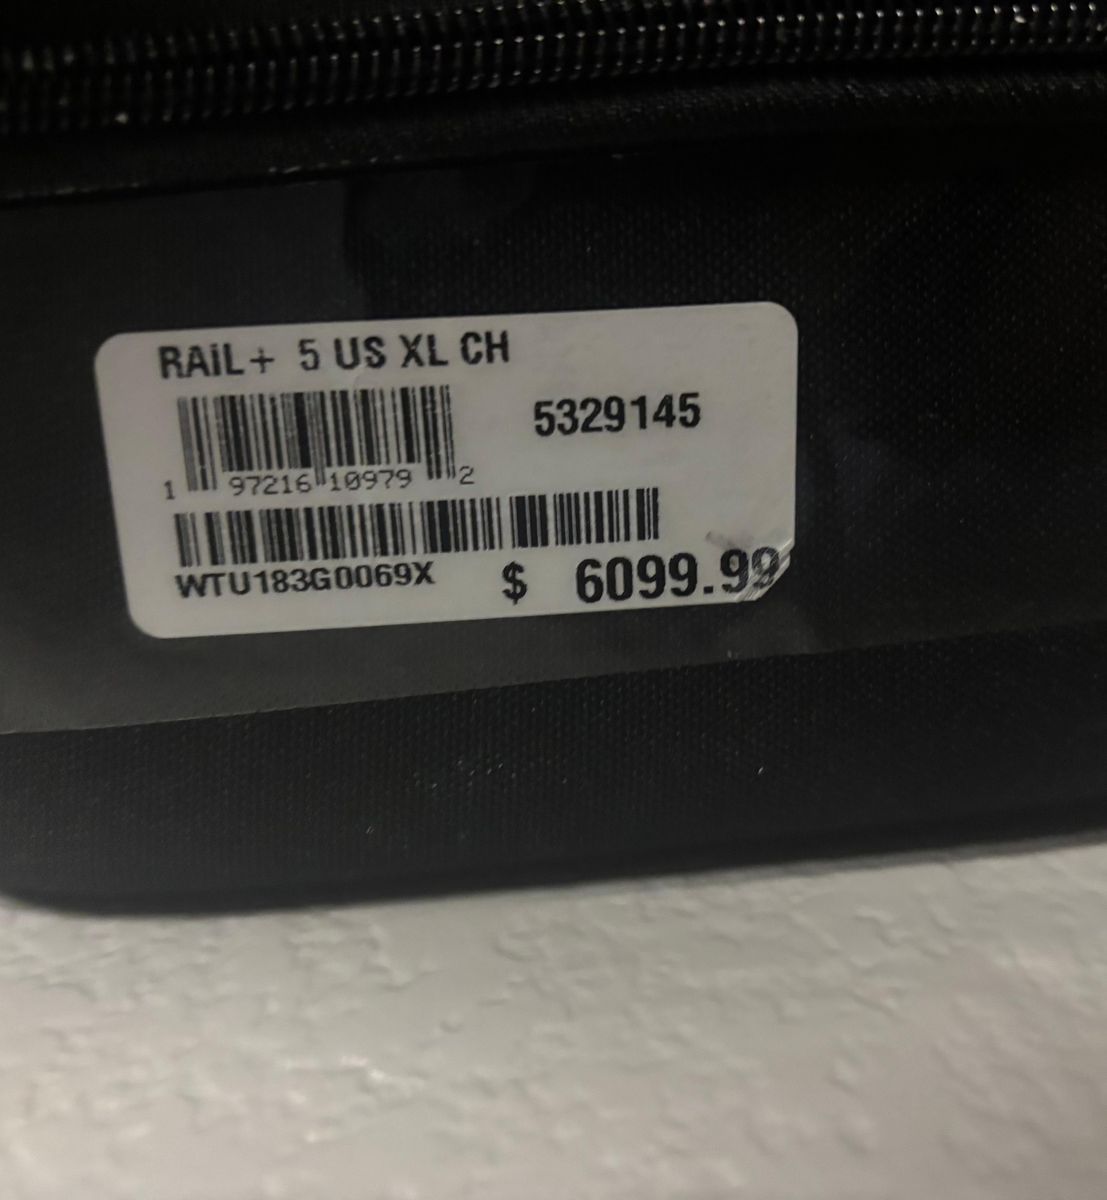 RAiL+ 5 US XL CH
5329145
1 97216 10979 2
WTU183G0069X $ 6099.99